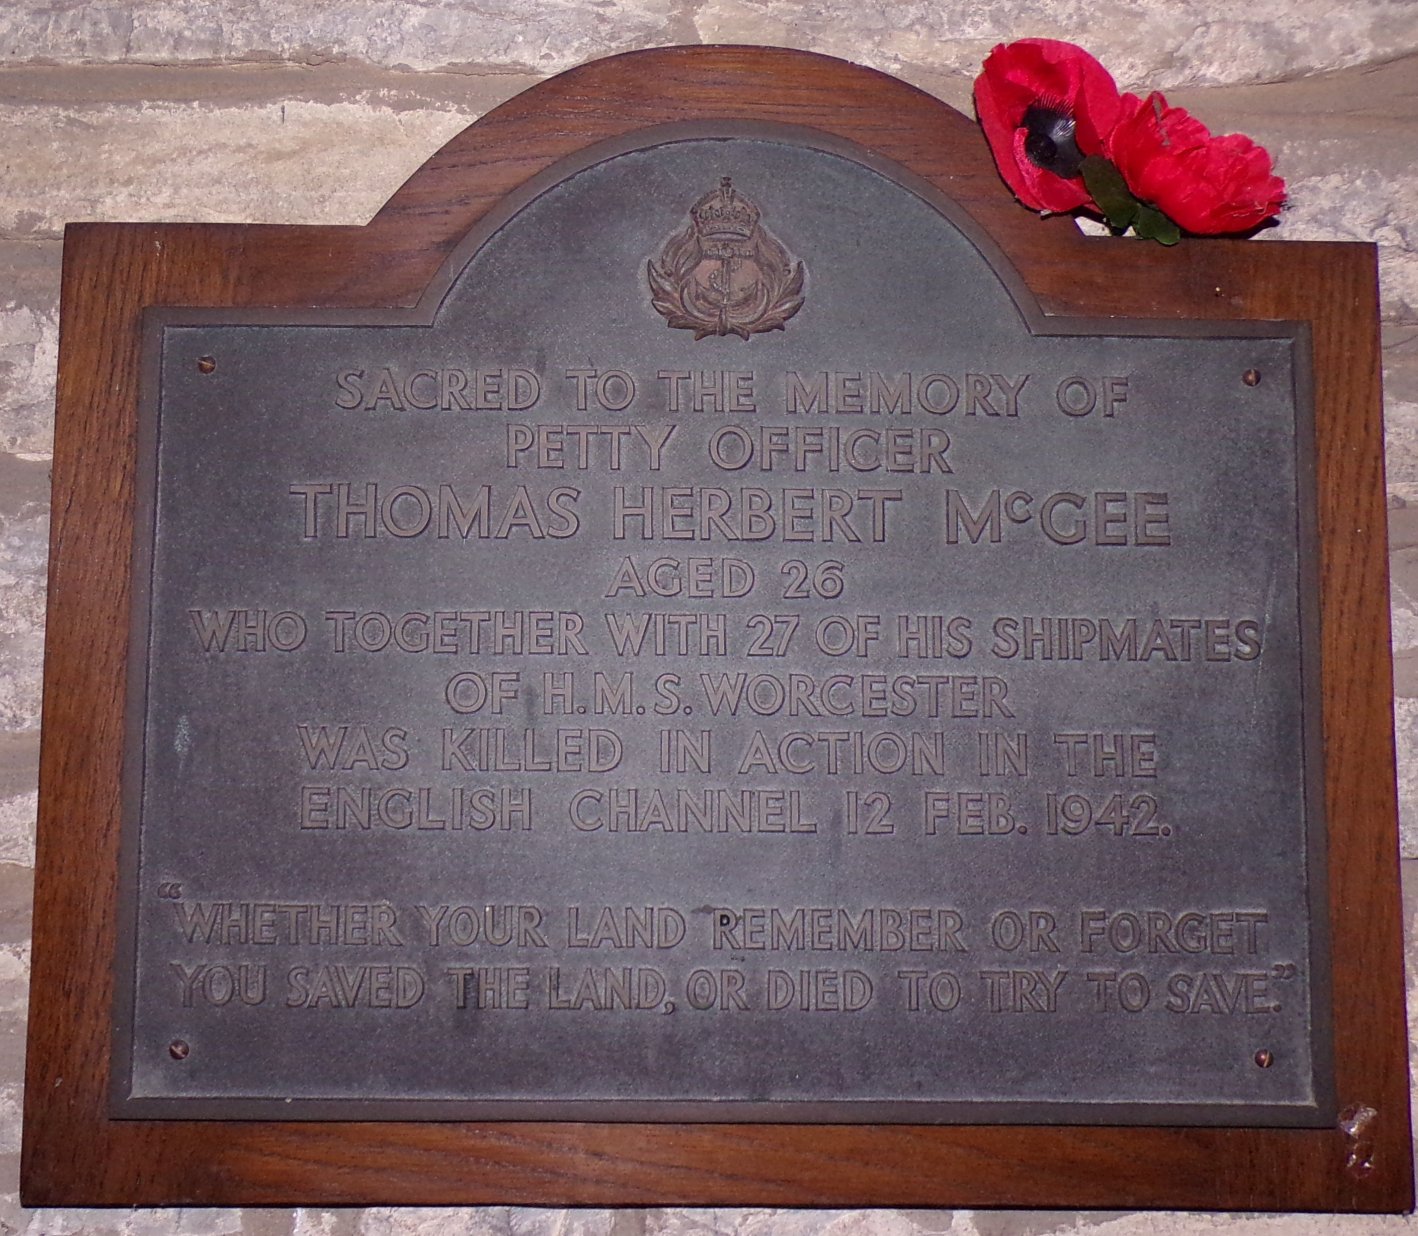 SACRED TO THE MEMORY OF
PETTY OFFICER
THOMAS HERBERT McGEE
AGED 26
WHO TOGETHER WITH 27 OF HIS SHIPMATES
OF H.M.S. WORCESTER
WAS KILLED IN ACTION IN THE
ENGLISH CHANNEL 12 FEB. 1942.
“WHETHER YOUR LAND REMEMBER OR FORGET
YOU SAVED THE LAND, OR DIED TO TRY TO SAVE.”